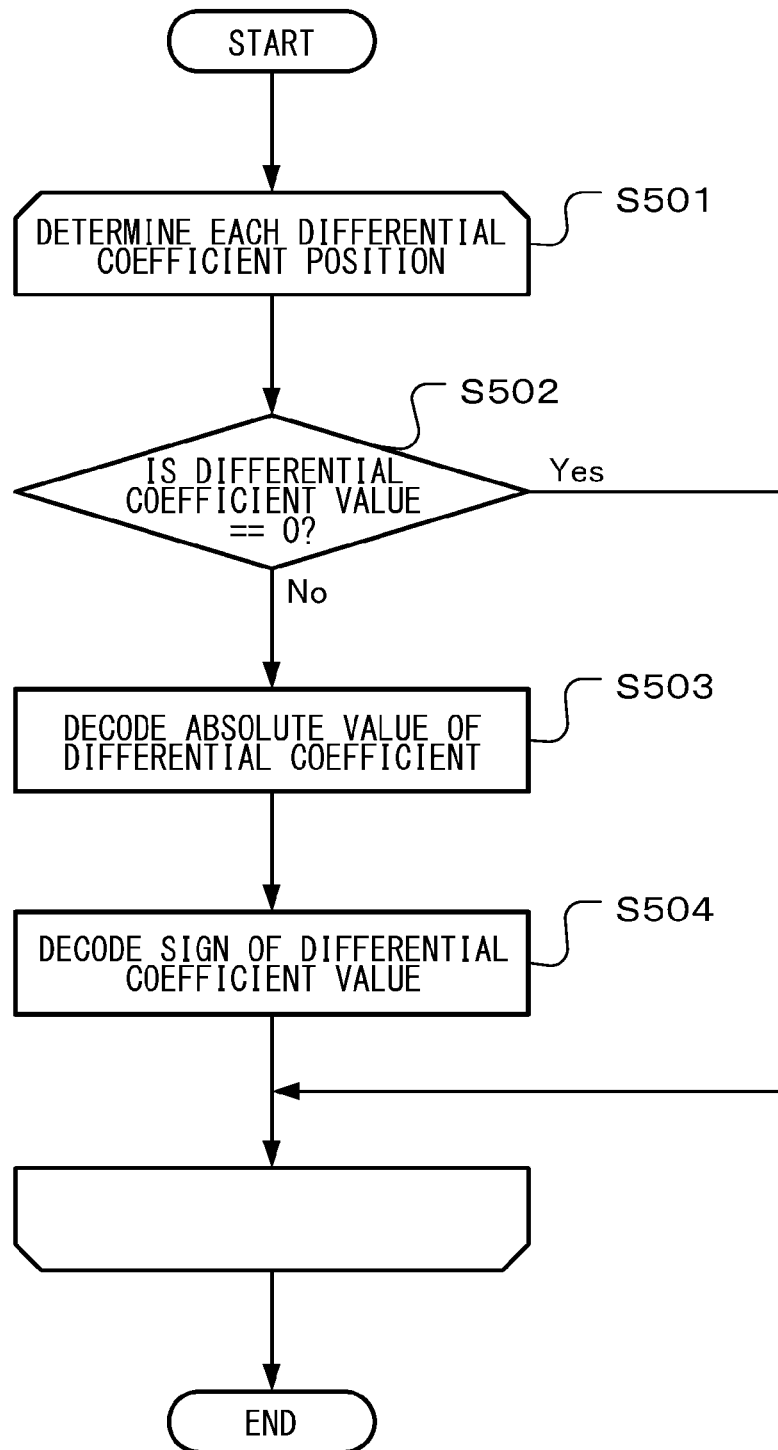 START
DETERMINE EACH DIFFERENTIAL
COEFFICIENT POSITION
S501
S502
IS DIFFERENTIAL
COEFFICIENT VALUE
== 0?
Yes
No
S503
DECODE ABSOLUTE VALUE OF
DIFFERENTIAL COEFFICIENT
S504
DECODE SIGN OF DIFFERENTIAL
COEFFICIENT VALUE
END